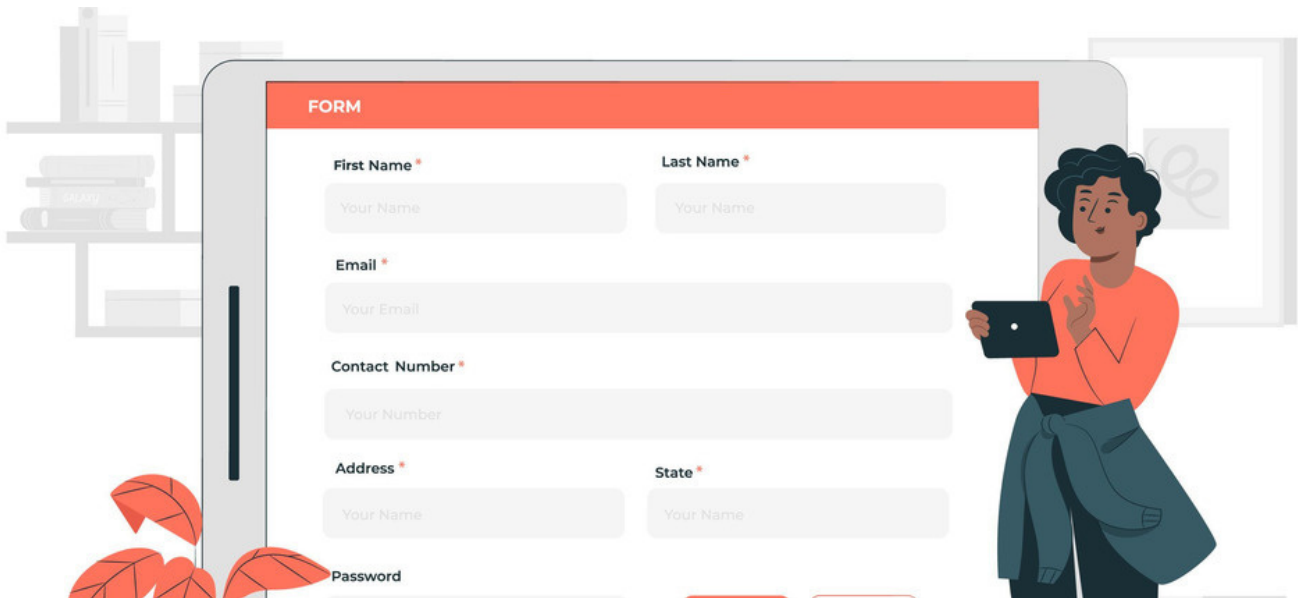 FORM
First Name *
Last Name *
Your Name
Your Name
Email *
Your Email
Contact Number *
Your Number
Address *
State *
Your Name
Your Name
Password